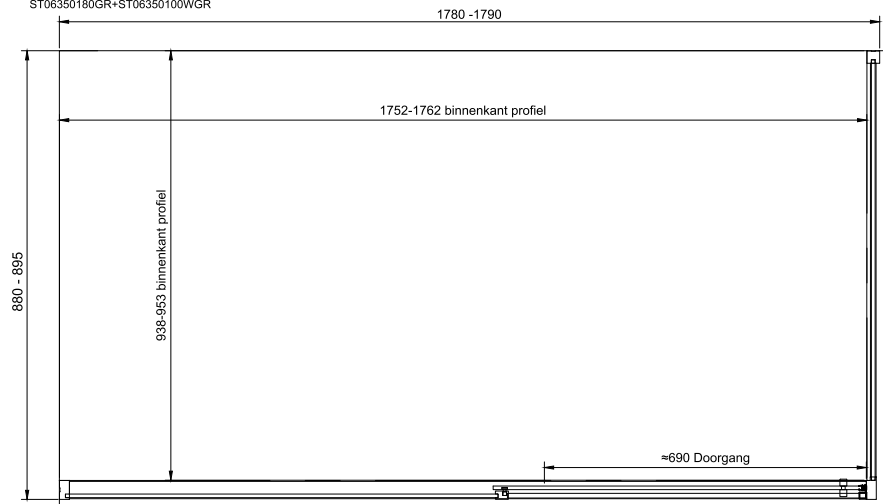 ST06350180GR+ST06350100WGR
1780 -1790
1752-1762 binnenkant profiel
938-953 binnenkant profiel
880 - 895
≈690 Doorgang